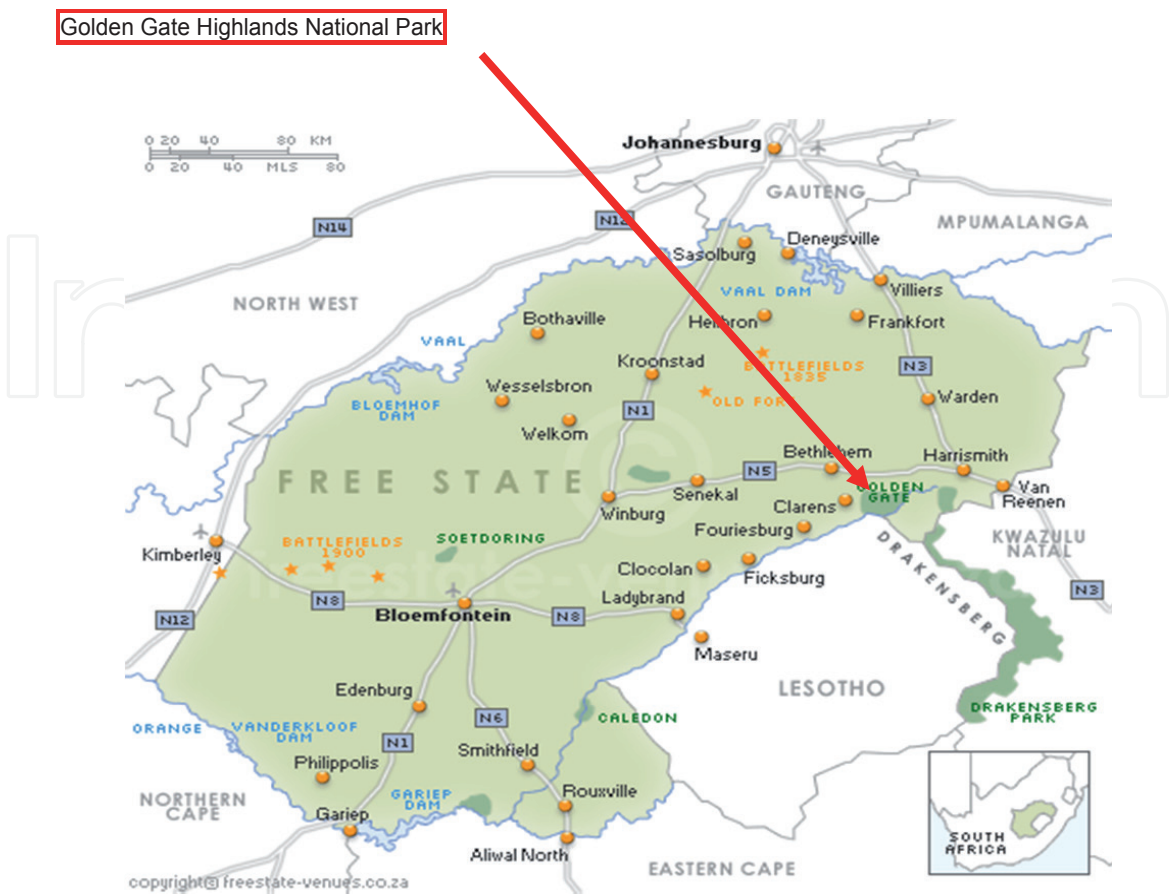 Golden Gate Highlands National Park
0 20 40 80 KM
0 20 40 MLS 80
Johannesburg
GAUTENG
MPUMALANGA
N14
N12
Sasolburg
Deneysville
VAAL DAM
Villiers
NORTH WEST
Bothaville
Heilbron
Frankfort
VAAL
Kroonstad
BATTLEFIELDS
1835
N3
Wesselsbron
OLD FORT
Warden
BLOEMHOF
DAM
N1
Welkom
Bethlehem
Harrismith
FREE STATE
N5
GOLDEN
GATE
Senekal
Van
Reenen
Winburg
Clarens
Fouriesburg
KWAZULU
NATAL
SOETDORING
BATTLEFIELDS
1900
DRAKENSBERG
Kimberley
Clocolan
Ficksburg
N3
N8
Ladybrand
Bloemfontein
N8
N12
Maseru
LESOTHO
Edenburg
DRAKENSBERG
PARK
ORANGE
VANDERKLOOF
DAM
N6
CALEDON
N1
Smithfield
Philippolis
NORTHERN
CAPE
GARIEP
DAM
Rouxville
Gariep
SOUTH
AFRICA
Aliwal North
EASTERN CAPE
copyright© freestate-venues.co.za